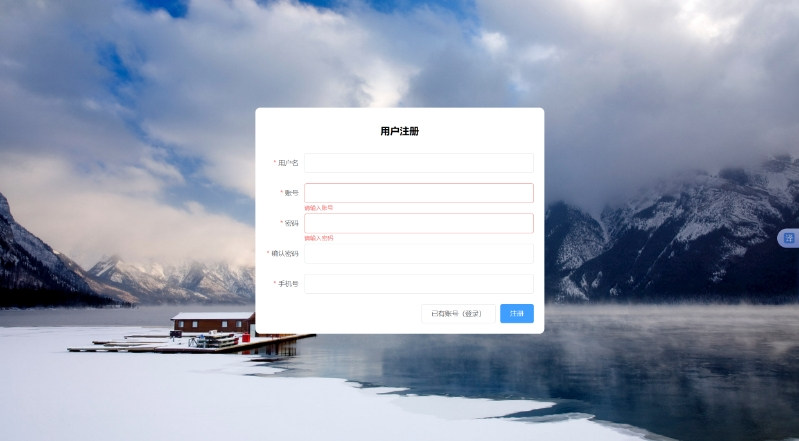 用户注册
* 用户名
* 账号
请输入账号
* 密码
请输入密码
* 确认密码
* 手机号
已有账号（登录） 注册